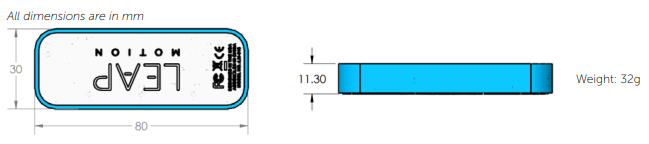 All dimensions are in mm
MOTION
LEAP
30
80
11.30
Weight: 32g